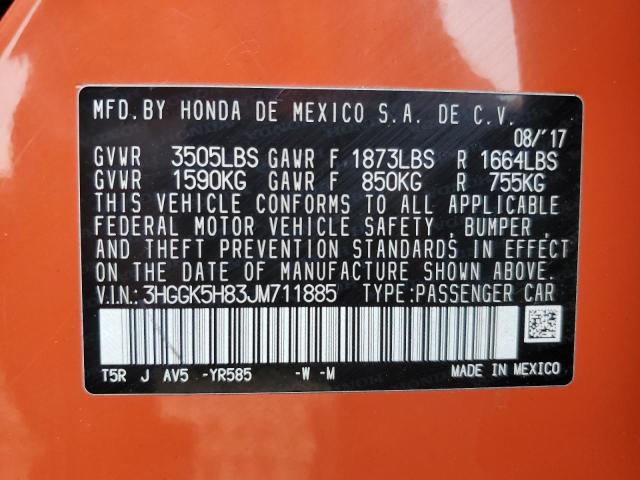 MFD. BY HONDA DE MEXICO S.A. DE C.V.
08/'17
GVWR 3505LBS GAWR F 1873LBS R 1664LBS
GVWR 1590KG GAWR F 850KG R 755KG
THIS VEHICLE CONFORMS TO ALL APPLICABLE
FEDERAL MOTOR VEHICLE SAFETY , BUMPER ,
AND THEFT PREVENTION STANDARDS IN EFFECT
ON THE DATE OF MANUFACTURE SHOWN ABOVE.
V.I.N.: 3HGGK5H83JM711885 TYPE:PASSENGER CAR
T5R J AV5 -YR585 -W -M MADE IN MEXICO